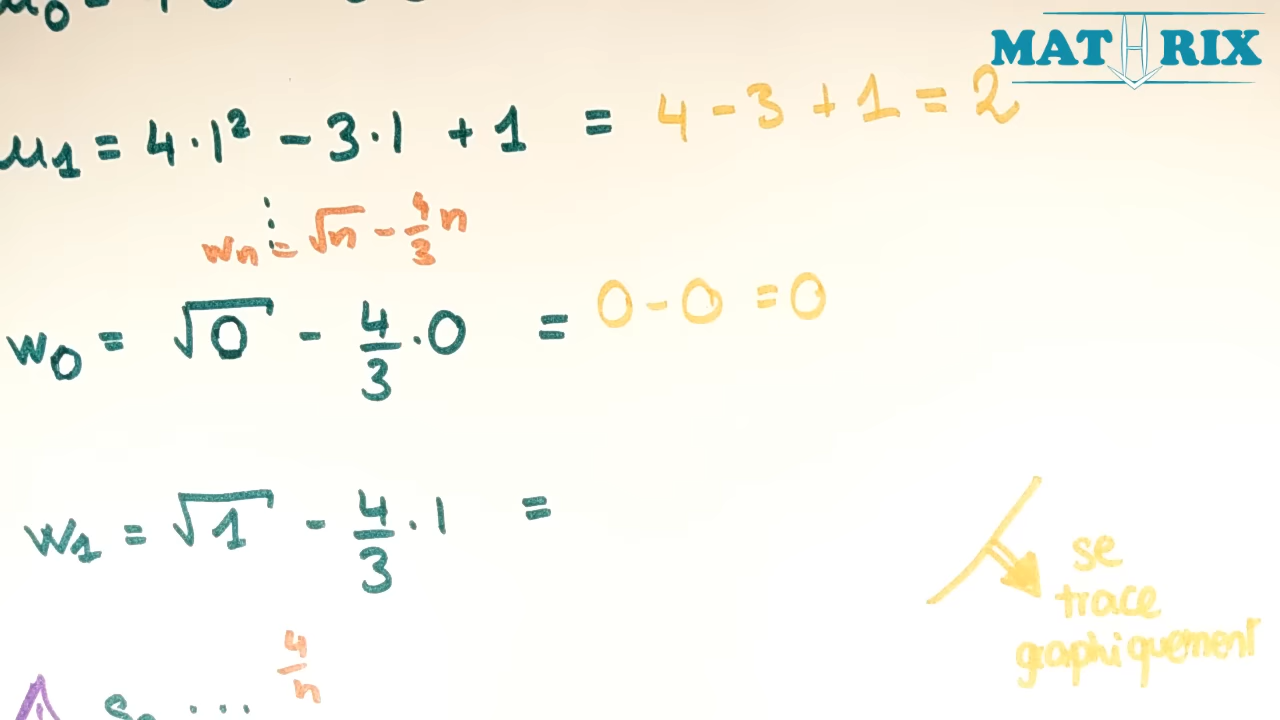 MATHRIX
u₁ = 4·1² − 3·1 + 1 = 4 − 3 + 1 = 2
wn = √n − 4/3 n
w₀ = √0 − 4/3 · 0 = 0 − 0 = 0
w₁ = √1 − 4/3 · 1 =
se
trace
graphiquement
4/n
...